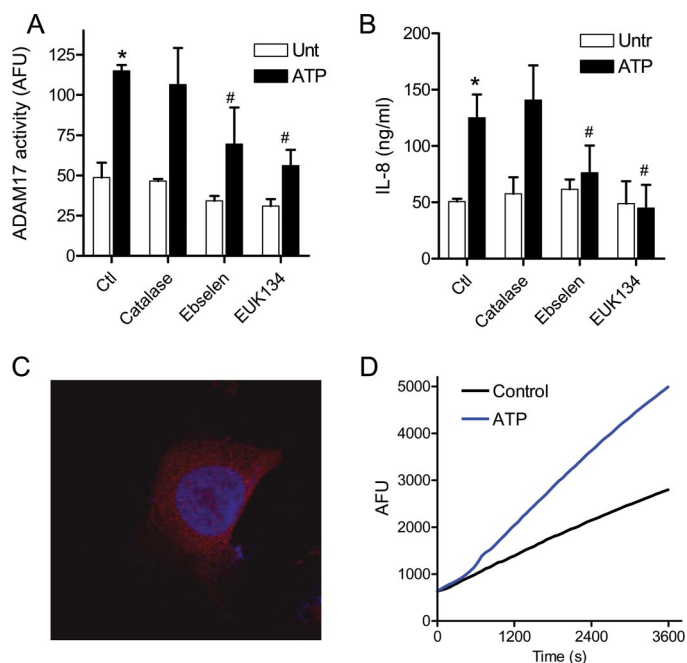 A
ADAM17 activity (AFU)
125
100
75
50
25
0
Unt
ATP
*
#
#
Ctl
Catalase
Ebselen
EUK134
B
IL-8 (ng/ml)
200
150
100
50
0
Untr
ATP
*
#
#
Ctl
Catalase
Ebselen
EUK134
C
D
AFU
5000
4000
3000
2000
1000
0
Control
ATP
0
1200
2400
3600
Time (s)